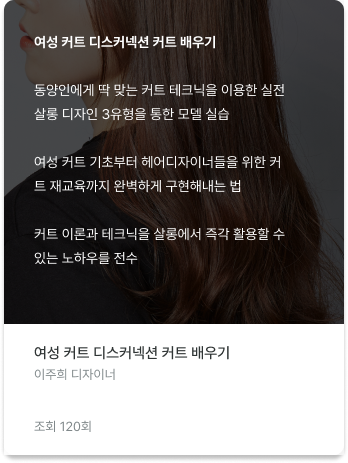 여성 커트 디스커넥션 커트 배우기
동양인에게 딱 맞는 커트 테크닉을 이용한 실전
살롱 디자인 3유형을 통한 모델 실습
여성 커트 기초부터 헤어디자이너들을 위한 커
트 재교육까지 완벽하게 구현해내는 법
커트 이론과 테크닉을 살롱에서 즉각 활용할 수
있는 노하우를 전수
여성 커트 디스커넥션 커트 배우기
이주희 디자이너
조회 120회